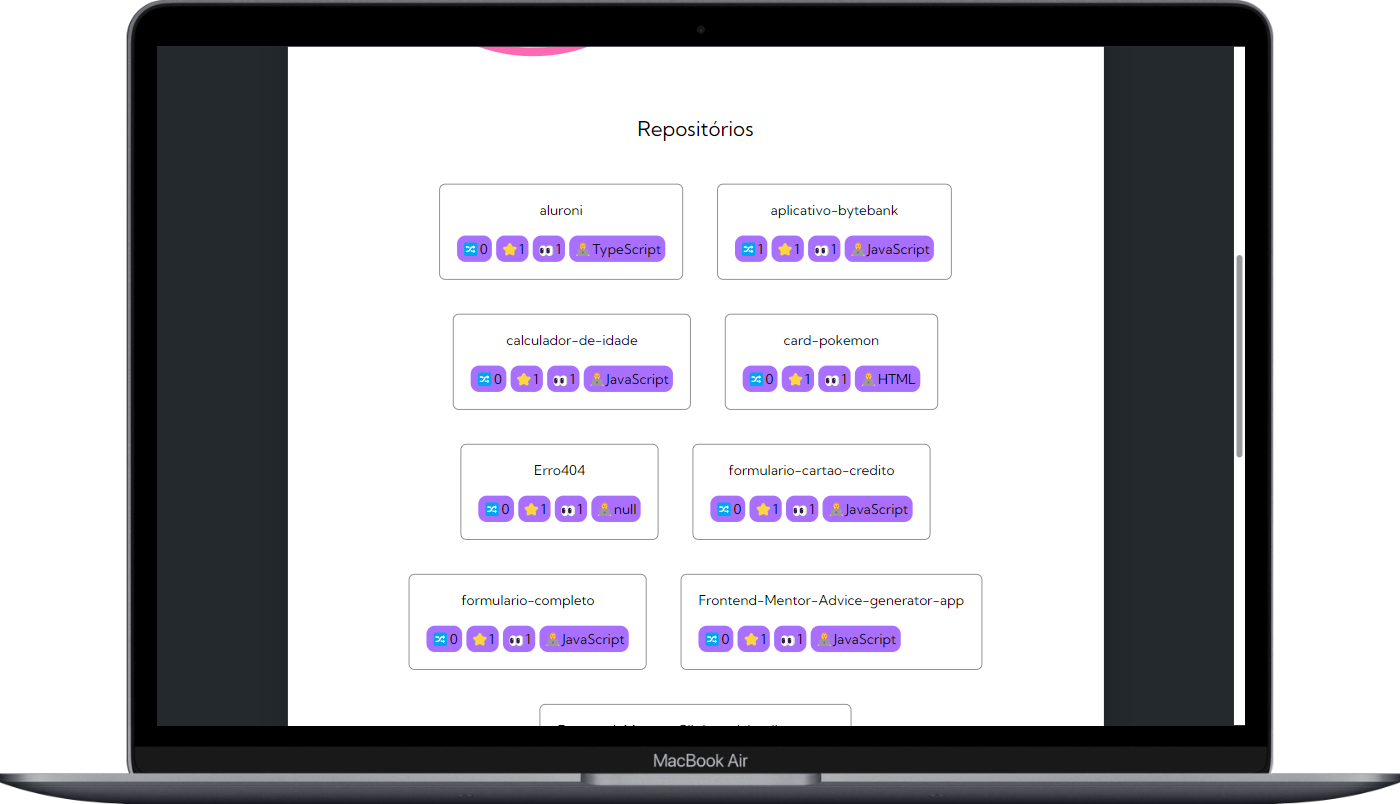 Repositórios
aluroni
aplicativo-bytebank
0 1 1 TypeScript
1 1 1 JavaScript
calculador-de-idade
card-pokemon
0 1 1 JavaScript
0 1 1 HTML
Erro404
formulario-cartao-credito
0 1 1 null
0 1 1 JavaScript
formulario-completo
Frontend-Mentor-Advice-generator-app
0 1 1 JavaScript
0 1 1 JavaScript
MacBook Air